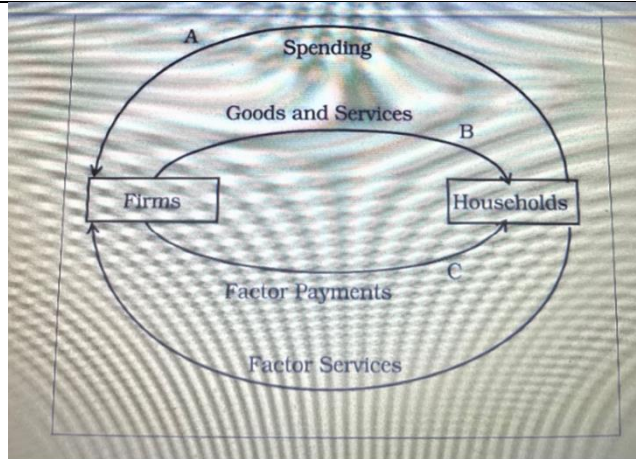 A
Spending
Goods and Services
B
Firms
Households
C
Factor Payments
Factor Services